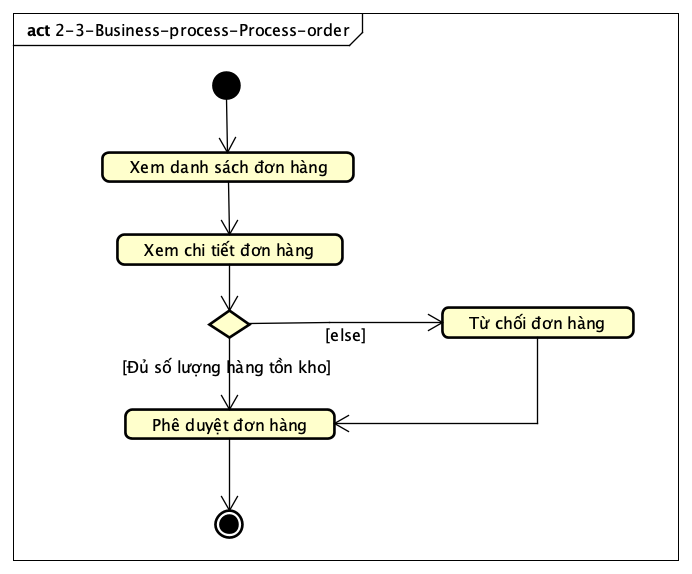 act 2-3-Business-process-Process-order
Xem danh sách đơn hàng
Xem chi tiết đơn hàng
[else]
Từ chối đơn hàng
[Đủ số lượng hàng tồn kho]
Phê duyệt đơn hàng